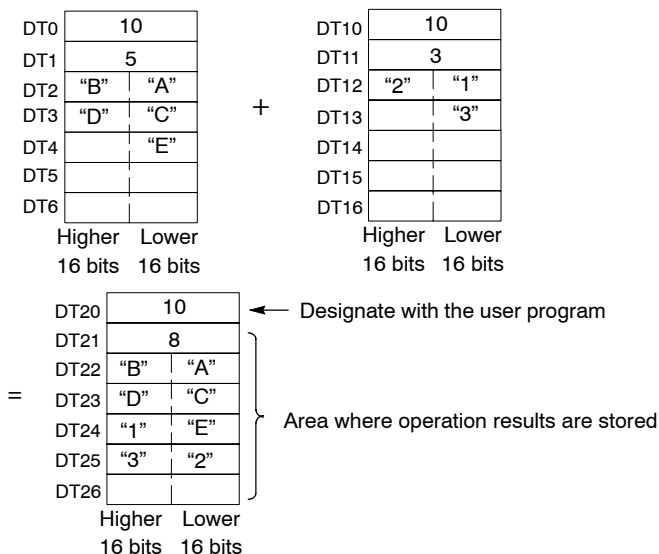 DT0 10
DT1 5
DT2 “B” “A”
DT3 “D” “C”
DT4 “E”
DT5
DT6
Higher Lower
16 bits 16 bits
+
DT10 10
DT11 3
DT12 “2” “1”
DT13 “3”
DT14
DT15
DT16
Higher Lower
16 bits 16 bits
=
DT20 10 Designate with the user program
DT21 8
DT22 “B” “A”
DT23 “D” “C”
DT24 “1” “E”
DT25 “3” “2”
DT26
Area where operation results are stored
Higher Lower
16 bits 16 bits